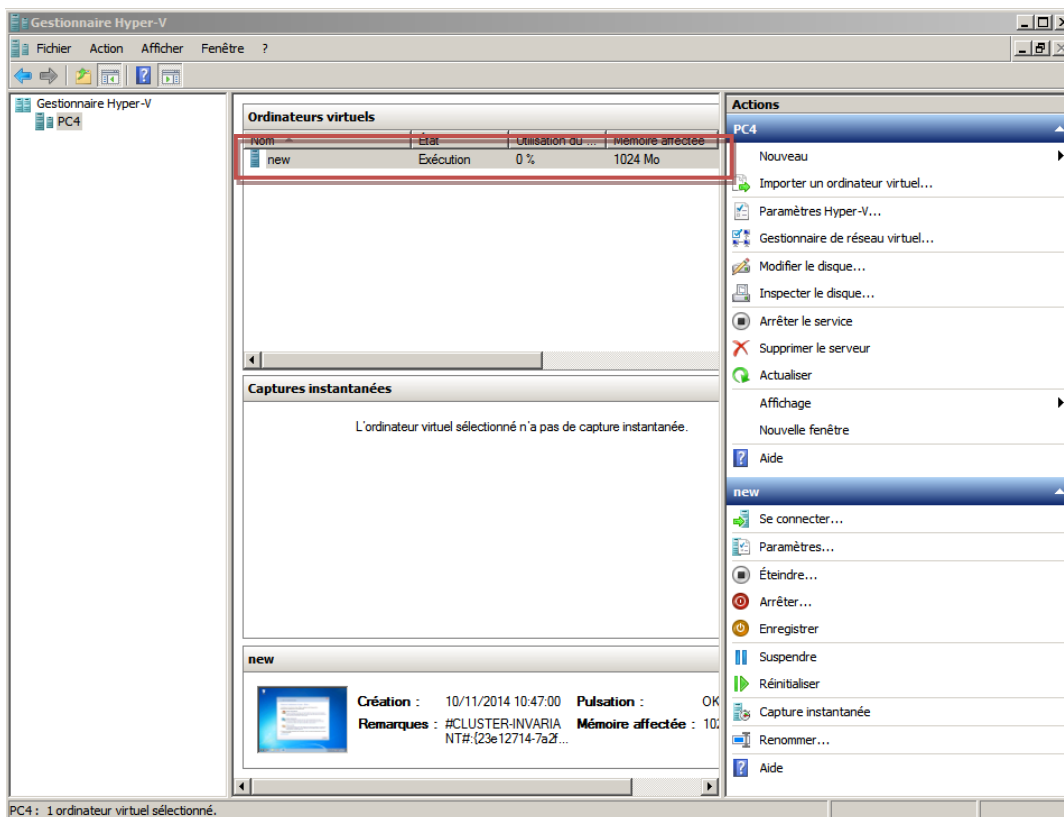 Gestionnaire Hyper-V
Fichier Action Afficher Fenêtre ?
Gestionnaire Hyper-V
PC4
Ordinateurs virtuels
Nom État Utilisation du ... Mémoire affectée
new Exécution 0 % 1024 Mo
Captures instantanées
L'ordinateur virtuel sélectionné n'a pas de capture instantanée.
new
Création : 10/11/2014 10:47:00 Pulsation : OK
Remarques : #CLUSTER-INVARIA Mémoire affectée : 102
NT#:{23e12714-7a2f...
Actions
PC4
Nouveau
Importer un ordinateur virtuel...
Paramètres Hyper-V...
Gestionnaire de réseau virtuel...
Modifier le disque...
Inspecter le disque...
Arrêter le service
Supprimer le serveur
Actualiser
Affichage
Nouvelle fenêtre
Aide
new
Se connecter...
Paramètres...
Éteindre...
Arrêter...
Enregistrer
Suspendre
Réinitialiser
Capture instantanée
Renommer...
Aide
PC4 : 1 ordinateur virtuel sélectionné.